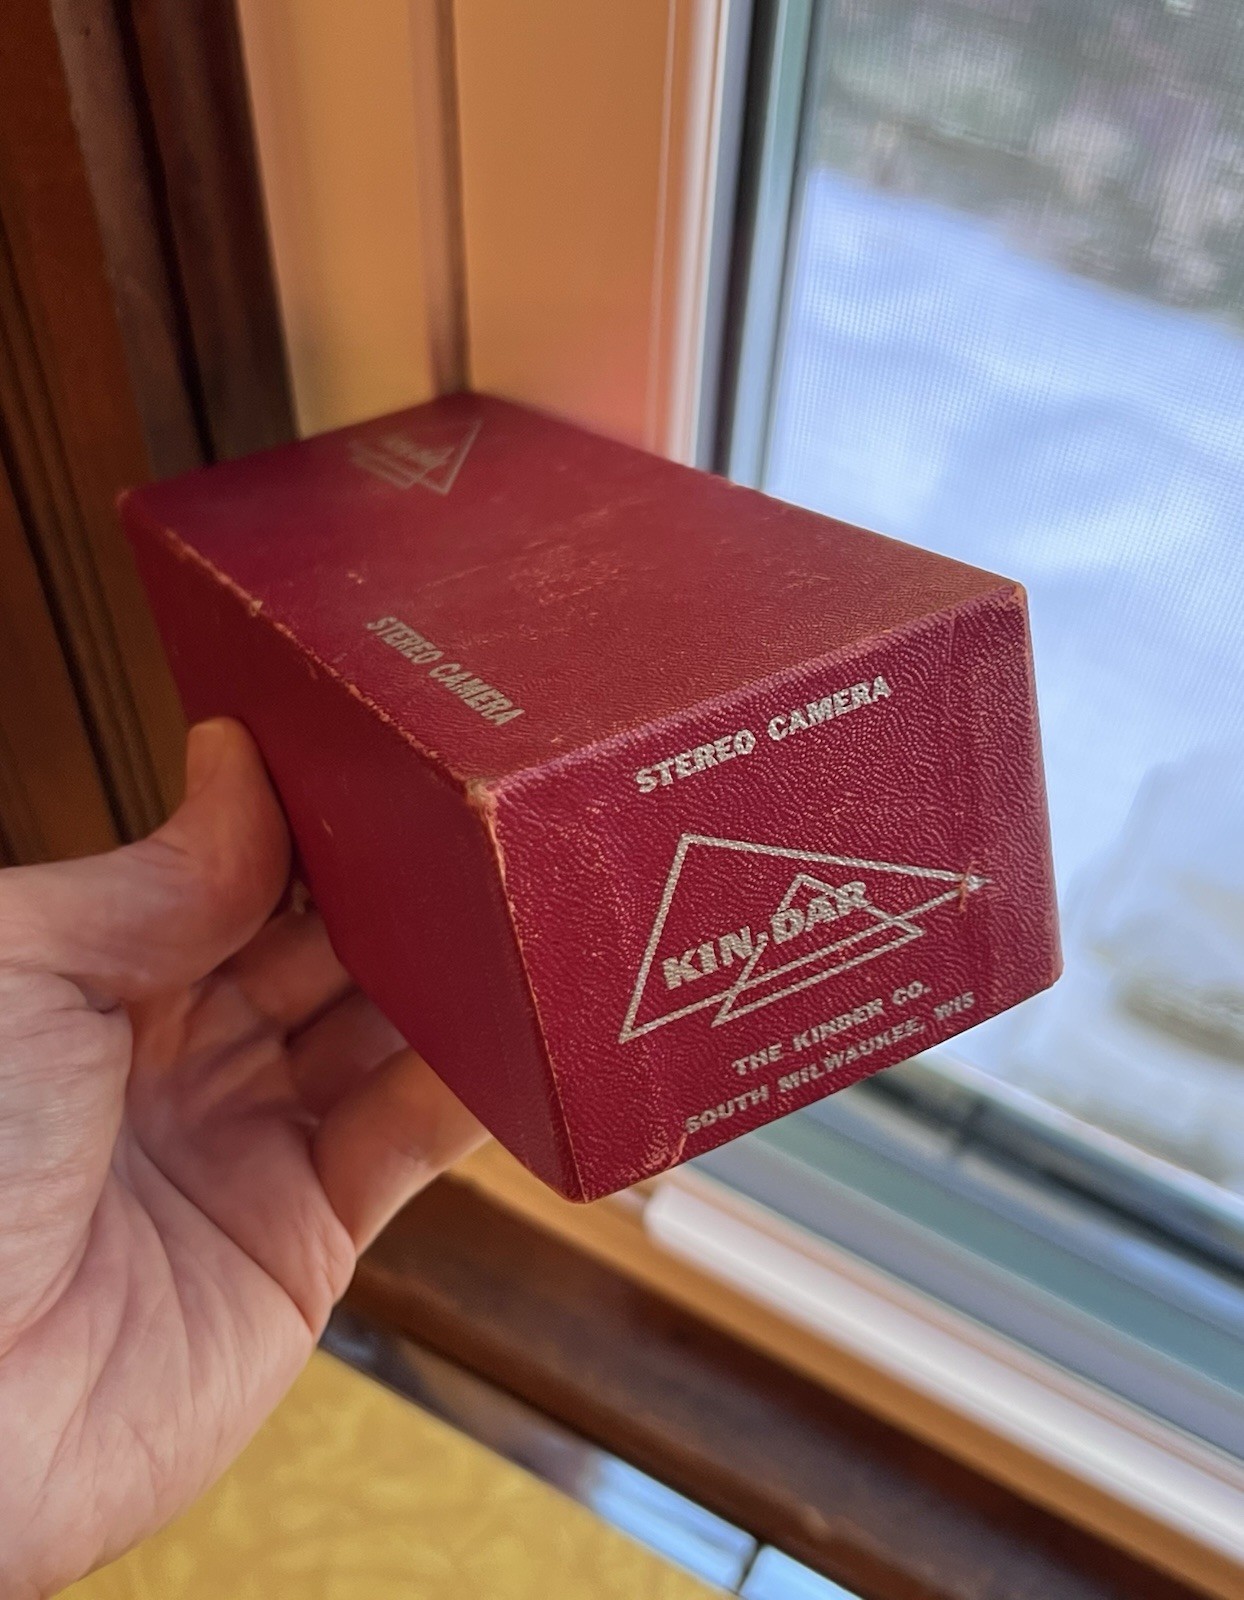 STEREO CAMERA
STEREO CAMERA
KIN-DAR
THE KINDER CO.
SOUTH MILWAUKEE, WIS